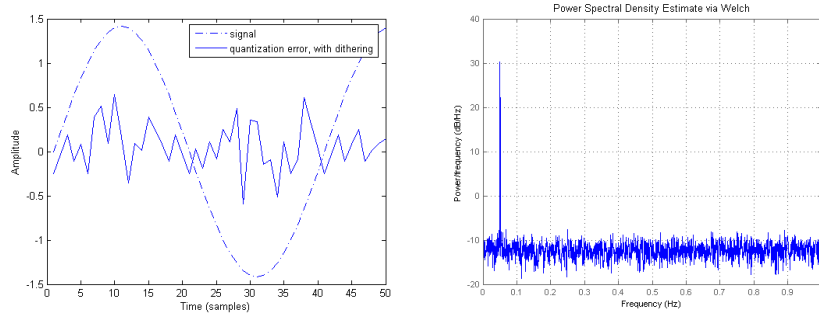 1.5
1
0.5
0
-0.5
-1
-1.5
Amplitude
signal
quantization error, with dithering
0 5 10 15 20 25 30 35 40 45 50
Time (samples)
Power Spectral Density Estimate via Welch
40
30
20
10
0
-10
-20
Power/frequency (dB/Hz)
0 0.1 0.2 0.3 0.4 0.5 0.6 0.7 0.8 0.9
Frequency (Hz)